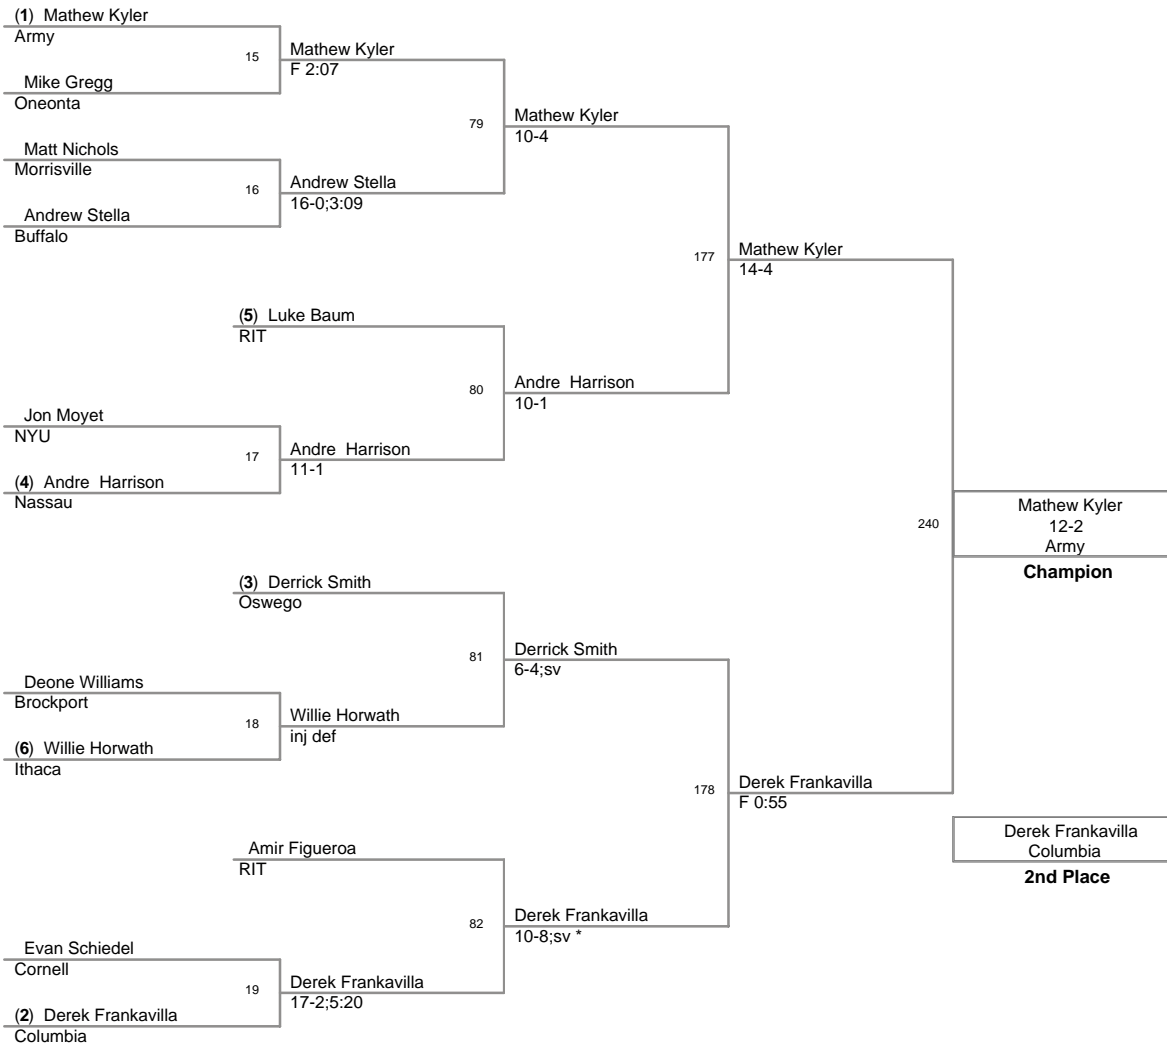 (1) Mathew Kyler
Army
15
Mathew Kyler
F 2:07
Mike Gregg
Oneonta
79
Mathew Kyler
10-4
Matt Nichols
Morrisville
16
Andrew Stella
16-0;3:09
Andrew Stella
Buffalo
177
Mathew Kyler
14-4
(5) Luke Baum
RIT
80
Andre Harrison
10-1
Jon Moyet
NYU
17
Andre Harrison
11-1
(4) Andre Harrison
Nassau
240
Mathew Kyler
12-2
Army
Champion
(3) Derrick Smith
Oswego
81
Derrick Smith
6-4;sv
Deone Williams
Brockport
18
Willie Horwath
inj def
(6) Willie Horwath
Ithaca
178
Derek Frankavilla
F 0:55
Derek Frankavilla
Columbia
2nd Place
Amir Figueroa
RIT
82
Derek Frankavilla
10-8;sv *
Evan Schiedel
Cornell
19
Derek Frankavilla
17-2;5:20
(2) Derek Frankavilla
Columbia